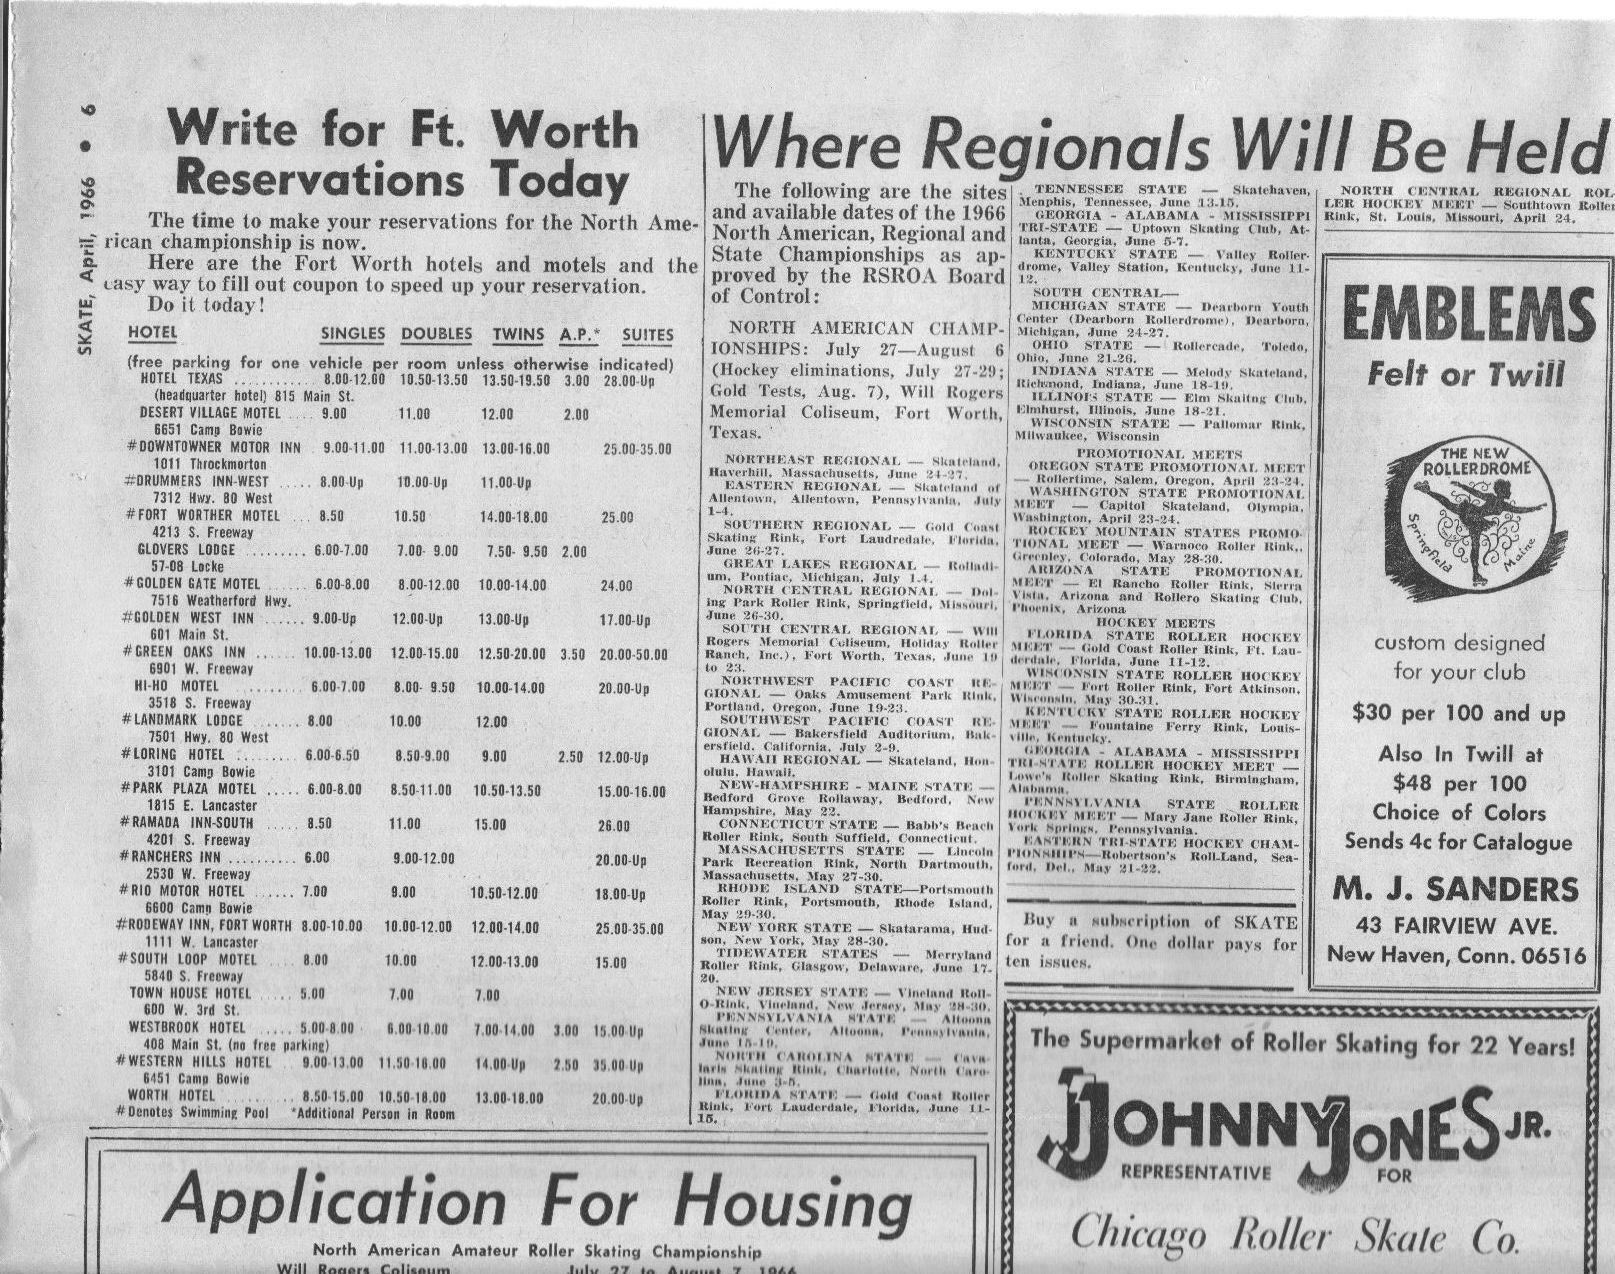 SKATE, April, 1966 • 6
Write for Ft. Worth
Reservations Today
The time to make your reservations for the North Ame-
rican championship is now.
Here are the Fort Worth hotels and motels and the
easy way to fill out coupon to speed up your reservation.
Do it today!
HOTEL SINGLES DOUBLES TWINS A.P.* SUITES
(free parking for one vehicle per room unless otherwise indicated)
HOTEL TEXAS ........... 8.00-12.00 10.50-13.50 13.50-19.50 3.00 28.00-Up
(headquarter hotel) 815 Main St.
DESERT VILLAGE MOTEL .... 9.00 11.00 12.00 2.00
6651 Camp Bowie
#DOWNTOWNER MOTOR INN . 9.00-11.00 11.00-13.00 13.00-16.00 25.00-35.00
1011 Throckmorton
#DRUMMERS INN-WEST ..... 8.00-Up 10.00-Up 11.00-Up
7312 Hwy. 80 West
#FORT WORTHER MOTEL ... 8.50 10.50 14.00-18.00 25.00
4213 S. Freeway
GLOVERS LODGE ......... 6.00-7.00 7.00- 9.00 7.50- 9.50 2.00
57-08 Locke
#GOLDEN GATE MOTEL ...... 6.00-8.00 8.00-12.00 10.00-14.00 24.00
7516 Weatherford Hwy.
#GOLDEN WEST INN ...... 9.00-Up 12.00-Up 13.00-Up 17.00-Up
601 Main St.
#GREEN OAKS INN ...... 10.00-13.00 12.00-15.00 12.50-20.00 3.50 20.00-50.00
6901 W. Freeway
HI-HO MOTEL ........ 6.00-7.00 8.00- 9.50 10.00-14.00 20.00-Up
3518 S. Freeway
#LANDMARK LODGE ....... 8.00 10.00 12.00
7501 Hwy. 80 West
#LORING HOTEL ......... 6.00-6.50 8.50-9.00 9.00 2.50 12.00-Up
3101 Camp Bowie
#PARK PLAZA MOTEL ..... 6.00-8.00 8.50-11.00 10.50-13.50 15.00-16.00
1815 E. Lancaster
#RAMADA INN-SOUTH ..... 8.50 11.00 15.00 26.00
4201 S. Freeway
#RANCHERS INN .......... 6.00 9.00-12.00 20.00-Up
2530 W. Freeway
#RIO MOTOR HOTEL ...... 7.00 9.00 10.50-12.00 18.00-Up
6600 Camp Bowie
#RODEWAY INN, FORT WORTH 8.00-10.00 10.00-12.00 12.00-14.00 25.00-35.00
1111 W. Lancaster
#SOUTH LOOP MOTEL ..... 8.00 10.00 12.00-13.00 15.00
5840 S. Freeway
TOWN HOUSE HOTEL ..... 5.00 7.00 7.00
600 W. 3rd St.
WESTBROOK HOTEL .... 5.00-8.00 6.00-10.00 7.00-14.00 3.00 15.00-Up
408 Main St. (no free parking)
#WESTERN HILLS HOTEL . 9.00-13.00 11.50-16.00 14.00-Up 2.50 35.00-Up
6451 Camp Bowie
WORTH HOTEL ........... 8.50-15.00 10.50-18.00 13.00-18.00 20.00-Up
#Denotes Swimming Pool *Additional Person in Room
Where Regionals Will Be Held
The following are the sites
and available dates of the 1966
North American, Regional and
State Championships as ap-
proved by the RSROA Board
of Control:
NORTH AMERICAN CHAMP-
IONSHIPS: July 27—August 6
(Hockey eliminations, July 27-29;
Gold Tests, Aug. 7), Will Rogers
Memorial Coliseum, Fort Worth,
Texas.
NORTHEAST REGIONAL — Skateland,
Haverhill, Massachusetts, June 24-27.
EASTERN REGIONAL — Skateland of
Allentown, Allentown, Pennsylvania, July
1-4.
SOUTHERN REGIONAL — Gold Coast
Skating Rink, Fort Laudredale, Florida,
June 26-27.
GREAT LAKES REGIONAL — Rolladi-
um, Pontiac, Michigan, July 1-4.
NORTH CENTRAL REGIONAL — Dol-
ing Park Roller Rink, Springfield, Missouri,
June 26-30.
SOUTH CENTRAL REGIONAL — Will
Rogers Memorial Coliseum, Holiday Roller
Ranch, Inc.), Fort Worth, Texas, June 19
to 23.
NORTHWEST PACIFIC COAST RE-
GIONAL — Oaks Amusement Park Rink,
Portland, Oregon, June 19-23.
SOUTHWEST PACIFIC COAST RE-
GIONAL — Bakersfield Auditorium, Bak-
ersfield, California, July 2-9.
HAWAII REGIONAL — Skateland, Hon-
olulu, Hawaii.
NEW-HAMPSHIRE - MAINE STATE —
Bedford Grove Rollaway, Bedford, New
Hampshire, May 22.
CONNECTICUT STATE — Babb's Beach
Roller Rink, South Suffield, Connecticut.
MASSACHUSETTS STATE — Lincoln
Park Recreation Rink, North Dartmouth,
Massachusetts, May 27-30.
RHODE ISLAND STATE—Portsmouth
Roller Rink, Portsmouth, Rhode Island,
May 29-30.
NEW YORK STATE — Skatarama, Hud-
son, New York, May 28-30.
TIDEWATER STATES — Merryland
Roller Rink, Glasgow, Delaware, June 17-
20.
NEW JERSEY STATE — Vineland Roll-
O-Rink, Vineland, New Jersey, May 28-30.
PENNSYLVANIA STATE — Altoona
Skating Center, Altoona, Pennsylvania,
June 15-19.
NORTH CAROLINA STATE — Cava-
laris Skating Rink, Charlotte, North Caro-
lina, June 3-5.
FLORIDA STATE — Gold Coast Roller
Rink, Fort Lauderdale, Florida, June 11-
15.
TENNESSEE STATE — Skatehaven,
Menphis, Tennessee, June 13-15.
GEORGIA - ALABAMA - MISSISSIPPI
TRI-STATE — Uptown Skating Club, At-
lanta, Georgia, June 5-7.
KENTUCKY STATE — Valley Roller-
drome, Valley Station, Kentucky, June 11-
12.
SOUTH CENTRAL—
MICHIGAN STATE — Dearborn Youth
Center (Dearborn Rollerdrome), Dearborn,
Michigan, June 24-27.
OHIO STATE — Rollercade, Toledo,
Ohio, June 21-26.
INDIANA STATE — Melody Skateland,
Richmond, Indiana, June 18-19.
ILLINOIS STATE — Elm Skaitng Club,
Elmhurst, Illinois, June 18-21.
WISCONSIN STATE — Pallomar Rink,
Milwaukee, Wisconsin
PROMOTIONAL MEETS
OREGON STATE PROMOTIONAL MEET
— Rollertime, Salem, Oregon, April 23-24.
WASHINGTON STATE PROMOTIONAL
MEET — Capitol Skateland, Olympia,
Washington, April 23-24.
ROCKEY MOUNTAIN STATES PROMO-
TIONAL MEET — Warnoco Roller Rink,,
Greenley, Colorado, May 28-30.
ARIZONA STATE PROMOTIONAL
MEET — El Rancho Roller Rink, Sierra
Vista, Arizona and Rollero Skating Club,
Phoenix, Arizona
HOCKEY MEETS
FLORIDA STATE ROLLER HOCKEY
MEET — Gold Coast Roller Rink, Ft. Lau-
derdale, Florida, June 11-12.
WISCONSIN STATE ROLLER HOCKEY
MEET — Fort Roller Rink, Fort Atkinson,
Wisconsin, May 30-31.
KENTUCKY STATE ROLLER HOCKEY
MEET — Fountaine Ferry Rink, Louis-
ville, Kentucky.
GEORGIA - ALABAMA - MISSISSIPPI
TRI-STATE ROLLER HOCKEY MEET —
Lowe's Roller Skating Rink, Birmingham,
Alabama.
PENNSYLVANIA STATE ROLLER
HOCKEY MEET — Mary Jane Roller Rink,
York Springs, Pennsylvania.
EASTERN TRI-STATE HOCKEY CHAM-
PIONSHIPS—Robertson's Roll-Land, Sea-
ford, Del., May 21-22.
Buy a subscription of SKATE
for a friend. One dollar pays for
ten issues.
NORTH CENTRAL REGIONAL ROL-
LER HOCKEY MEET — Southtown Roller
Rink, St. Louis, Missouri, April 24.
EMBLEMS
Felt or Twill
THE NEW
ROLLERDROME
Springfield Maine
custom designed
for your club
$30 per 100 and up
Also In Twill at
$48 per 100
Choice of Colors
Sends 4c for Catalogue
M. J. SANDERS
43 FAIRVIEW AVE.
New Haven, Conn. 06516
The Supermarket of Roller Skating for 22 Years!
JOHNNY JONES JR.
REPRESENTATIVE FOR
Chicago Roller Skate Co.
Application For Housing
North American Amateur Roller Skating Championship
Will Rogers Coliseum July 27 to August 7, 1966